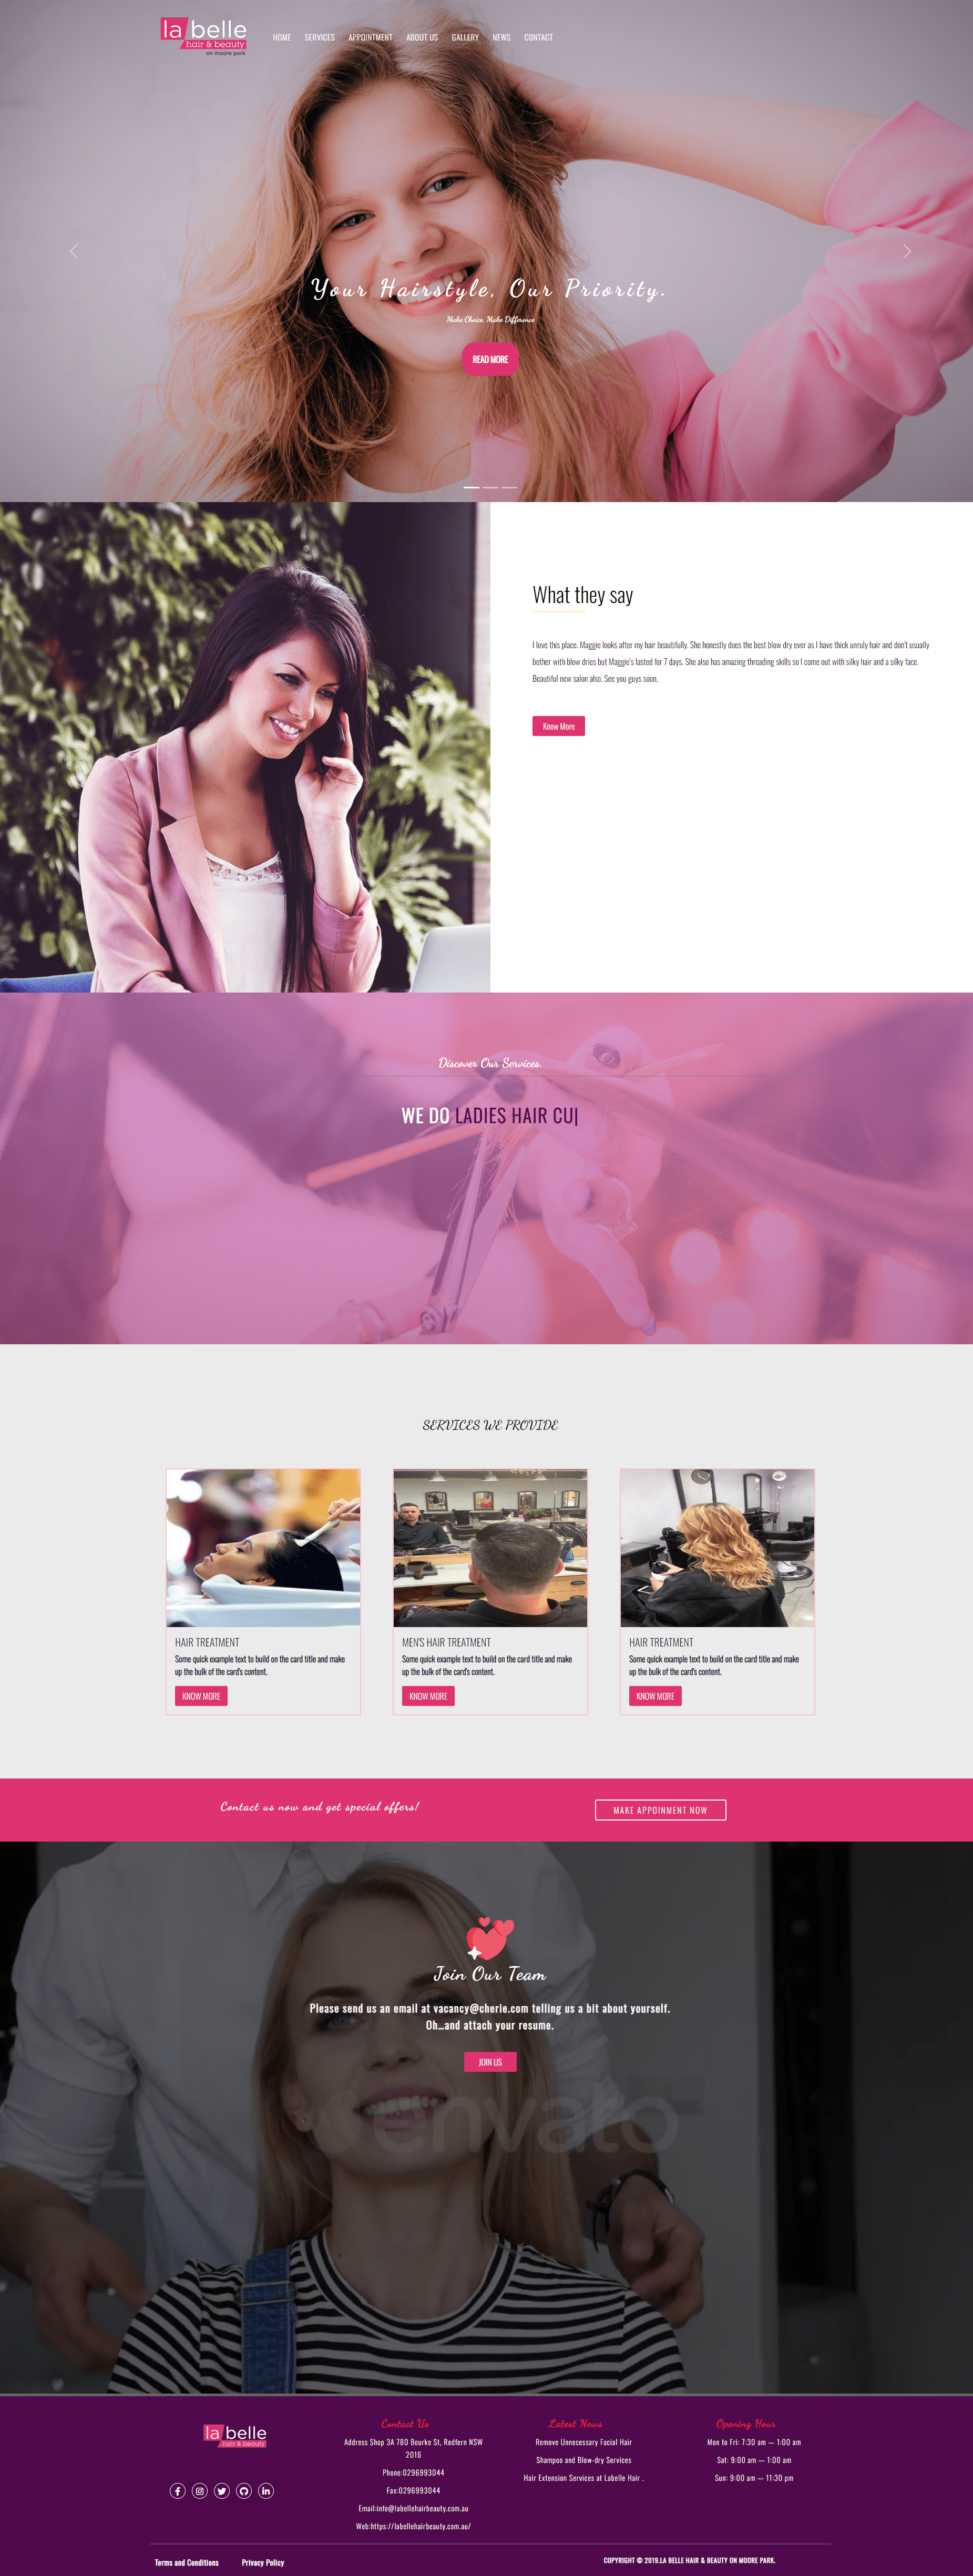 la belle
hair & beauty
on moore park
HOME SERVICES APPOINTMENT ABOUT US GALLERY NEWS CONTACT
Your Hairstyle, Our Priority.
Make Choice. Make Difference
READ MORE
What they say
I love this place. Maggie looks after my hair beautifully. She honestly does the best blow dry ever as I have thick unruly hair and don't usually
bother with blow dries but Maggie's lasted for 7 days. She also has amazing threading skills so I come out with silky hair and a silky face.
Beautiful new salon also. See you guys soon.
Know More
Discover Our Services.
WE DO LADIES HAIR CU|
SERVICES WE PROVIDE
HAIR TREATMENT
Some quick example text to build on the card title and make
up the bulk of the card's content.
KNOW MORE
MEN'S HAIR TREATMENT
Some quick example text to build on the card title and make
up the bulk of the card's content.
KNOW MORE
HAIR TREATMENT
Some quick example text to build on the card title and make
up the bulk of the card's content.
KNOW MORE
Contact us now and get special offers!
MAKE APPOINMENT NOW
Join Our Team
Please send us an email at vacancy@cherie.com telling us a bit about yourself.
Oh…and attach your resume.
JOIN US
envato
la belle
hair & beauty
Contact Us
Address Shop 3A 780 Bourke St, Redfern NSW
2016
Phone:0296993044
Fax:0296993044
Email:info@labellehairbeauty.com.au
Web:https://labellehairbeauty.com.au/
Latest News
Remove Unnecessary Facial Hair
Shampoo and Blow-dry Services
Hair Extension Services at Labelle Hair .
Opening Hour
Mon to Fri: 7:30 am — 1:00 am
Sat: 9:00 am — 1:00 am
Sun: 9:00 am — 11:30 pm
Terms and Conditions Privacy Policy
COPYRIGHT © 2019.LA BELLE HAIR & BEAUTY ON MOORE PARK.